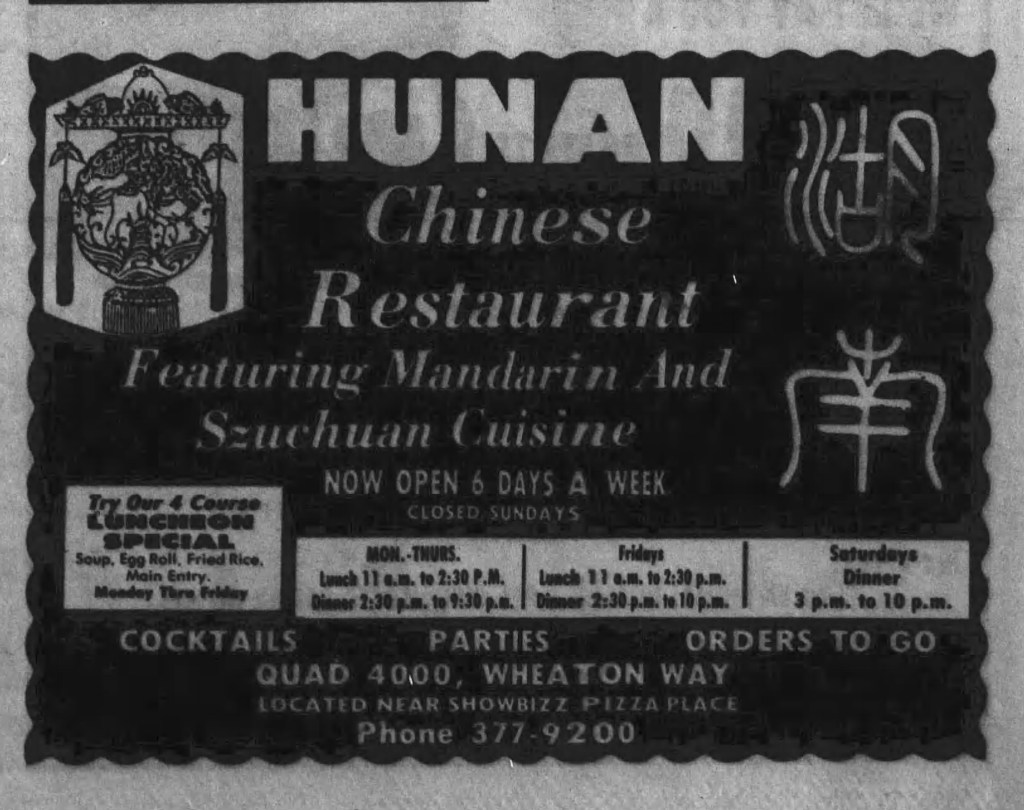 HUNAN
湖
南
Chinese
Restaurant
Featuring Mandarin And
Szuchuan Cuisine
NOW OPEN 6 DAYS A WEEK
CLOSED SUNDAYS
Try Our 4 Course
LUNCHEON
SPECIAL
Soup, Egg Roll, Fried Rice,
Main Entry.
Monday Thru Friday
MON.-THURS.
Lunch 11 a.m. to 2:30 P.M.
Dinner 2:30 p.m. to 9:30 p.m.
Fridays
Lunch 11 a.m. to 2:30 p.m.
Dinner 2:30 p.m. to 10 p.m.
Saturdays
Dinner
3 p.m. to 10 p.m.
COCKTAILS PARTIES ORDERS TO GO
QUAD 4000, WHEATON WAY
LOCATED NEAR SHOWBIZZ PIZZA PLACE
Phone 377-9200